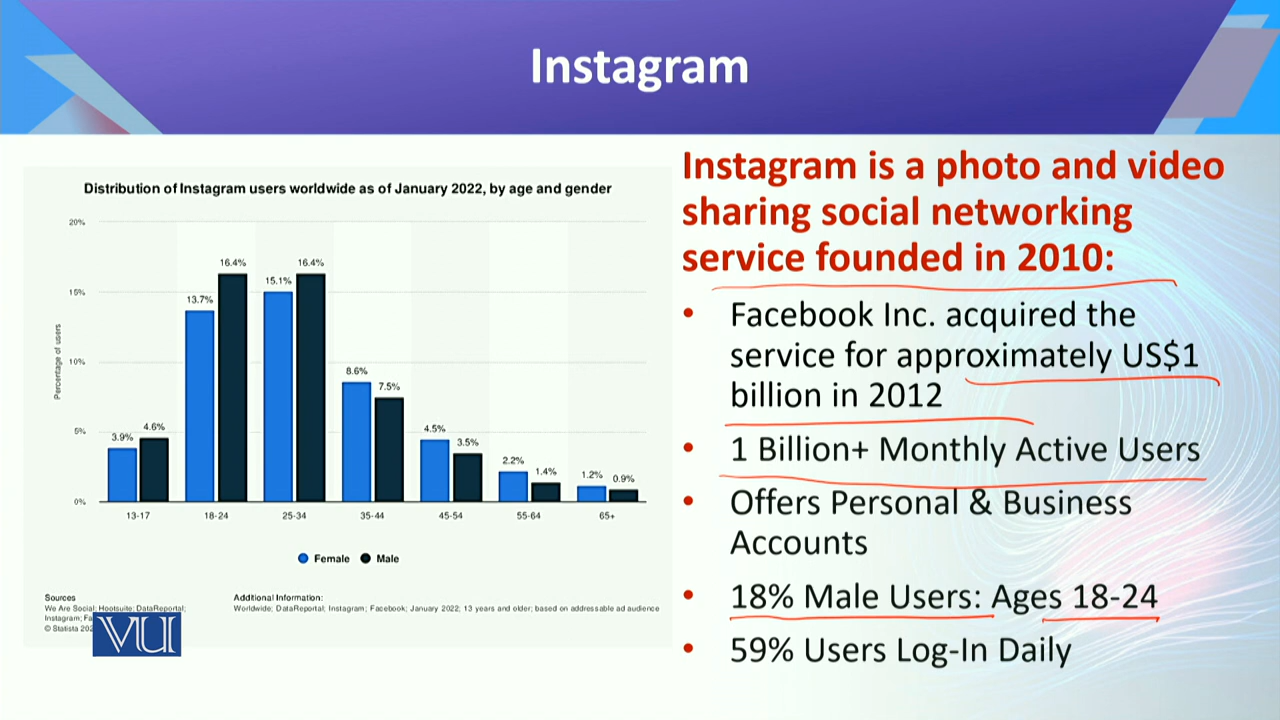 Instagram
Distribution of Instagram users worldwide as of January 2022, by age and gender
20%
15%
10%
5%
0%
Percentage of users
3.9%
4.6%
13.7%
16.4%
15.1%
16.4%
8.6%
7.5%
4.5%
3.5%
2.2%
1.4%
1.2%
0.9%
13-17
18-24
25-34
35-44
45-54
55-64
65+
Female
Male
Sources
We Are Social; Hootsuite; DataReportal;
Instagram;
© Statista
Additional Information:
Worldwide; DataReportal; Instagram; Facebook; January 2022; 13 years and older; based on addressable ad audience
VU
Instagram is a photo and video
sharing social networking
service founded in 2010:
• Facebook Inc. acquired the
service for approximately US$1
billion in 2012
• 1 Billion+ Monthly Active Users
• Offers Personal & Business
Accounts
• 18% Male Users: Ages 18-24
• 59% Users Log-In Daily